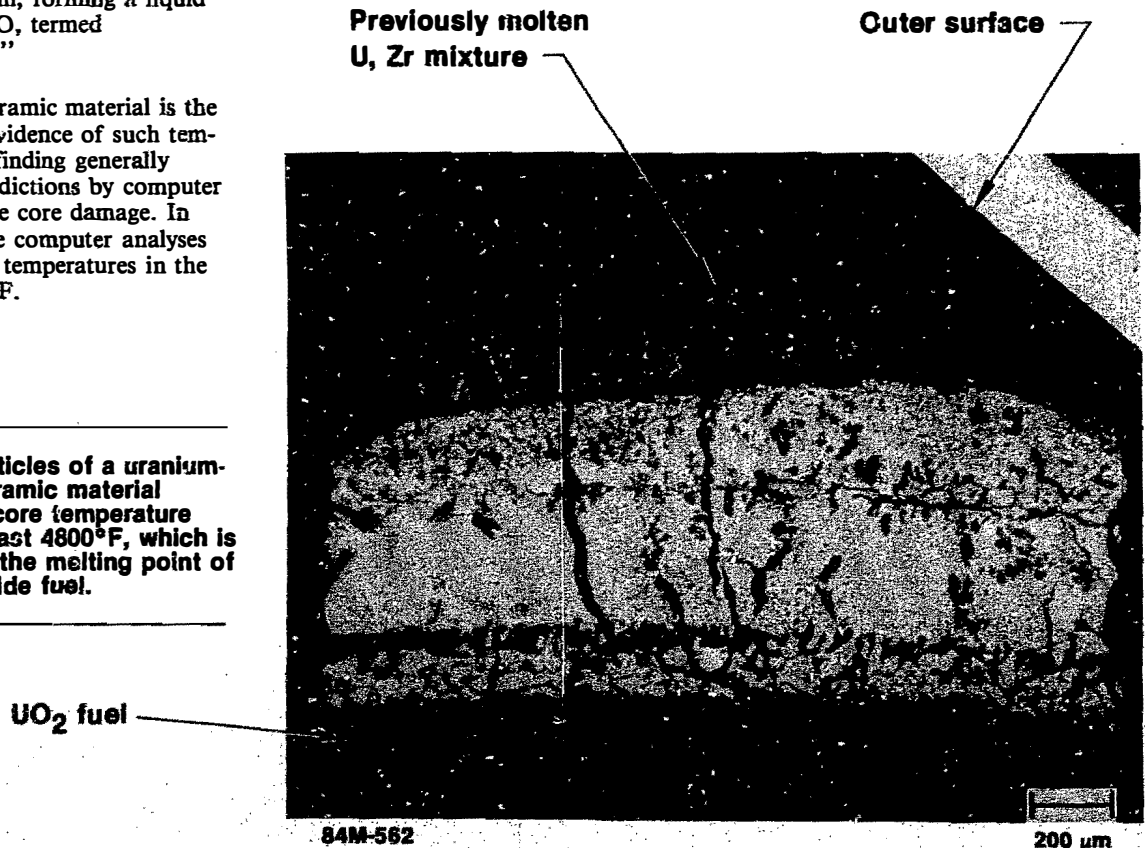 m, forming a liquid
O, termed
”
ramic material is the
vidence of such tem-
finding generally
dictions by computer
e core damage. In
e computer analyses
temperatures in the
F.
ticles of a uranium-
ramic material
core temperature
ast 4800°F, which is
the melting point of
ide fuel.
Previously molten
U, Zr mixture
Outer surface
UO₂ fuel
84M-562
200 µm